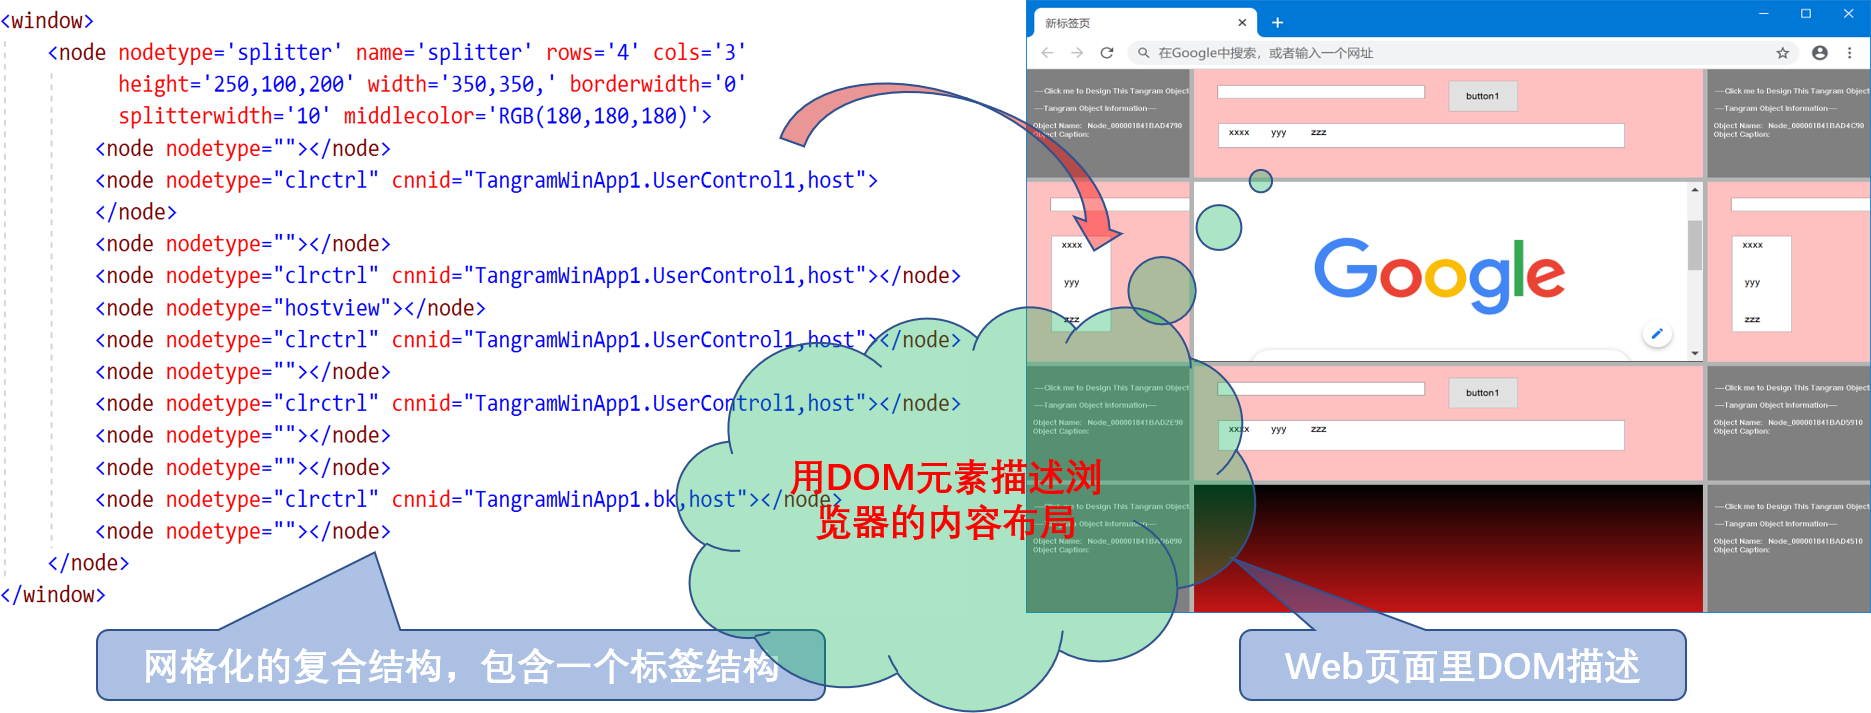 <window>
<node nodetype='splitter' name='splitter' rows='4' cols='3'
height='250,100,200' width='350,350,' borderwidth='0'
splitterwidth='10' middlecolor='RGB(180,180,180)'>
<node nodetype=""></node>
<node nodetype="clrctrl" cnnid="TangramWinApp1.UserControl1,host">
</node>
<node nodetype=""></node>
<node nodetype="clrctrl" cnnid="TangramWinApp1.UserControl1,host"></node>
<node nodetype="hostview"></node>
<node nodetype="clrctrl" cnnid="TangramWinApp1.UserControl1,host"></node>
<node nodetype=""></node>
<node nodetype="clrctrl" cnnid="TangramWinApp1.UserControl1,host"></node>
<node nodetype=""></node>
<node nodetype=""></node>
<node nodetype="clrctrl" cnnid="TangramWinApp1.bk,host"></node>
<node nodetype=""></node>
</node>
</window>
网格化的复合结构，包含一个标签结构
用DOM元素描述浏
览器的内容布局
Web页面里DOM描述
新标签页
在Google中搜索，或者输入一个网址
----Click me to Design This Tangram Object
----Tangram Object Information----
Object Name: Node_000001841BAD4790
Object Caption:
button1
xxxx yyy zzz
----Click me to Design This Tangram Object
----Tangram Object Information----
Object Name: Node_000001841BAD4C90
Object Caption:
xxxx
yyy
zzz
Google
xxxx
yyy
zzz
----Click me to Design This Tangram Object
----Tangram Object Information----
Object Name: Node_000001841BAD2E90
Object Caption:
button1
xxxx yyy zzz
----Click me to Design This Tangram Object
----Tangram Object Information----
Object Name: Node_000001841BAD5910
Object Caption:
----Click me to Design This Tangram Object
----Tangram Object Information----
Object Name: Node_000001841BAD6090
Object Caption:
----Click me to Design This Tangram Object
----Tangram Object Information----
Object Name: Node_000001841BAD4510
Object Caption: